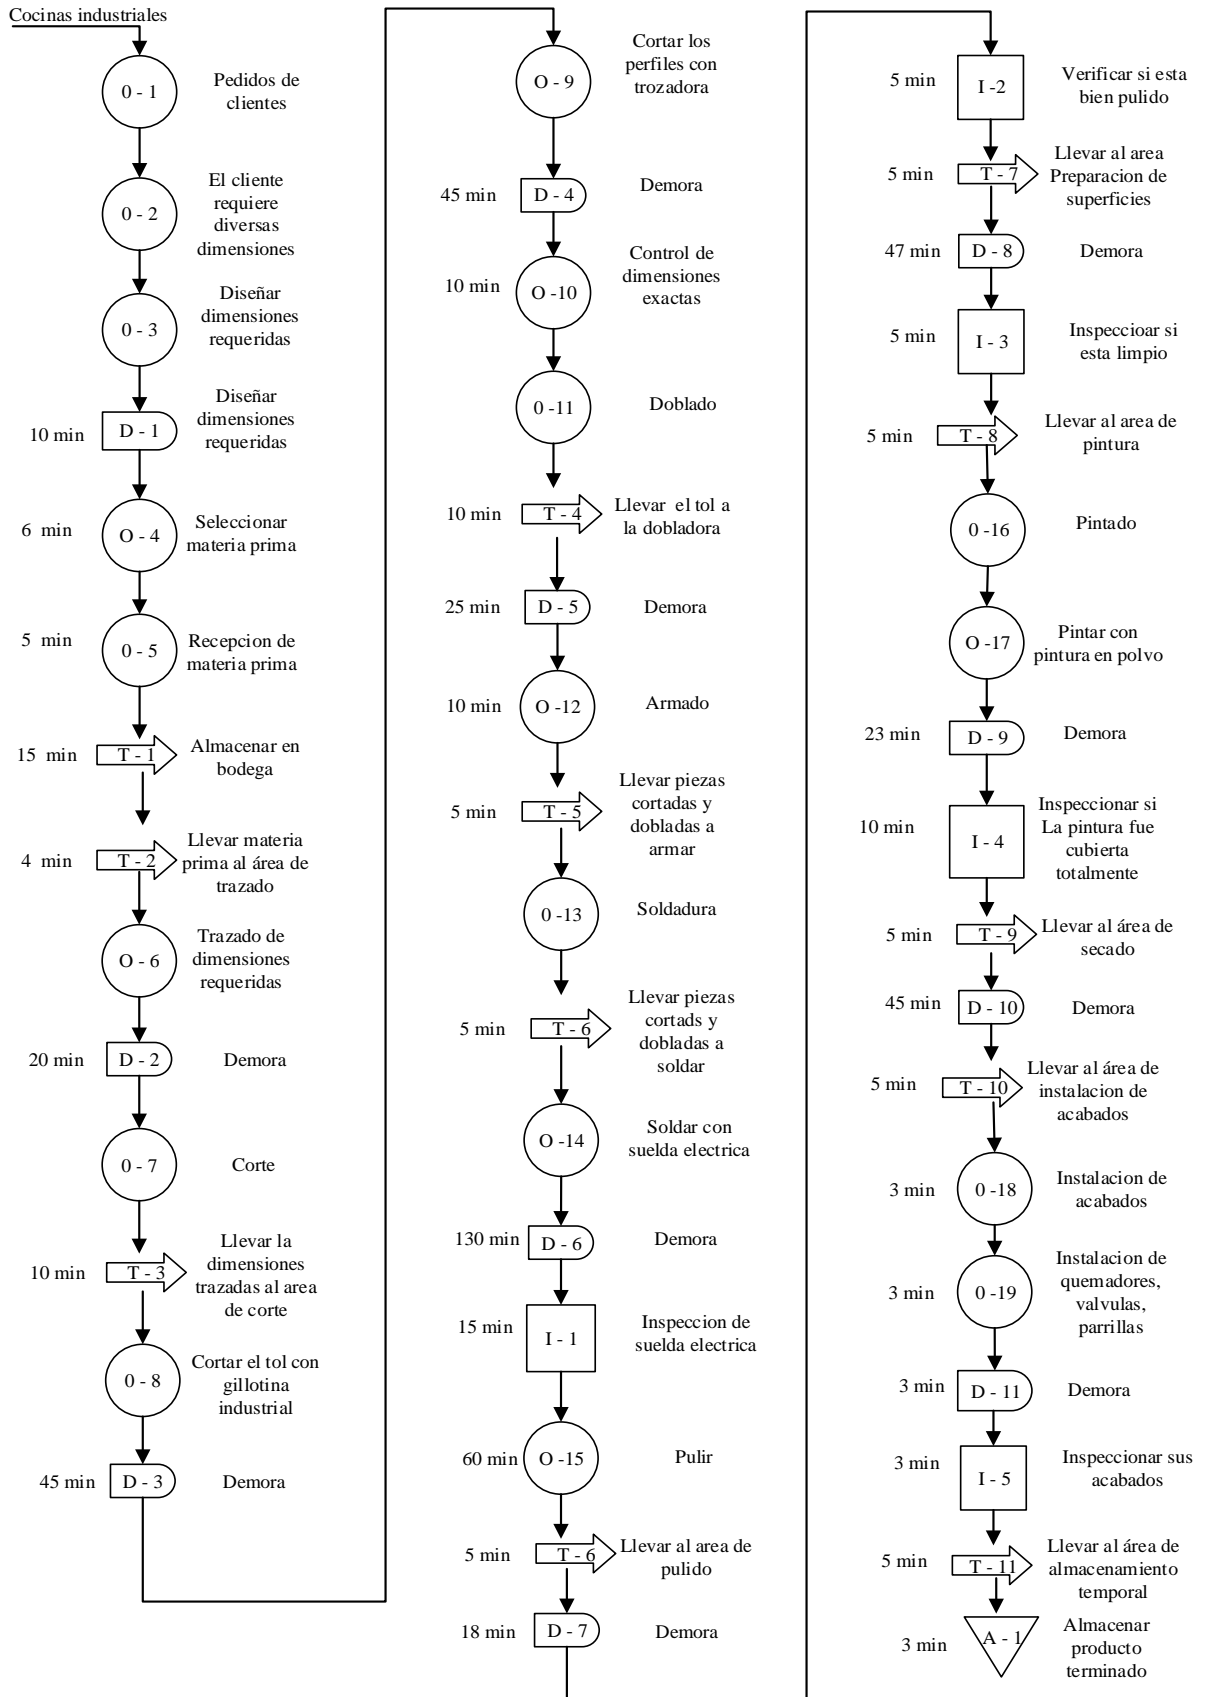 Cocinas industriales
0 - 1
Pedidos de
clientes
0 - 2
El cliente
requiere
diversas
dimensiones
0 - 3
Diseñar
dimensiones
requeridas
10 min
D - 1
Diseñar
dimensiones
requeridas
6 min
O - 4
Seleccionar
materia prima
5 min
0 - 5
Recepcion de
materia prima
15 min
T - 1
Almacenar en
bodega
4 min
T - 2
Llevar materia
prima al área de
trazado
O - 6
Trazado de
dimensiones
requeridas
20 min
D - 2
Demora
0 - 7
Corte
10 min
T - 3
Llevar la
dimensiones
trazadas al area
de corte
0 - 8
Cortar el tol con
gillotina
industrial
45 min
D - 3
Demora
O - 9
Cortar los
perfiles con
trozadora
45 min
D - 4
Demora
10 min
O -10
Control de
dimensiones
exactas
0 -11
Doblado
10 min
T - 4
Llevar el tol a
la dobladora
25 min
D - 5
Demora
10 min
O -12
Armado
5 min
T - 5
Llevar piezas
cortadas y
dobladas a
armar
0 -13
Soldadura
5 min
T - 6
Llevar piezas
cortads y
dobladas a
soldar
O -14
Soldar con
suelda electrica
130 min
D - 6
Demora
15 min
I - 1
Inspeccion de
suelda electrica
60 min
O -15
Pulir
5 min
T - 6
Llevar al area de
pulido
18 min
D - 7
Demora
5 min
I -2
Verificar si esta
bien pulido
5 min
T - 7
Llevar al area
Preparacion de
superficies
47 min
D - 8
Demora
5 min
I - 3
Inspeccioar si
esta limpio
5 min
T - 8
Llevar al area de
pintura
0 -16
Pintado
O -17
Pintar con
pintura en polvo
23 min
D - 9
Demora
10 min
I - 4
Inspeccionar si
La pintura fue
cubierta
totalmente
5 min
T - 9
Llevar al área de
secado
45 min
D - 10
Demora
5 min
T - 10
Llevar al área de
instalacion de
acabados
3 min
0 -18
Instalacion de
acabados
3 min
0 -19
Instalacion de
quemadores,
valvulas,
parrillas
3 min
D - 11
Demora
3 min
I - 5
Inspeccionar sus
acabados
5 min
T - 11
Llevar al área de
almacenamiento
temporal
3 min
A - 1
Almacenar
producto
terminado